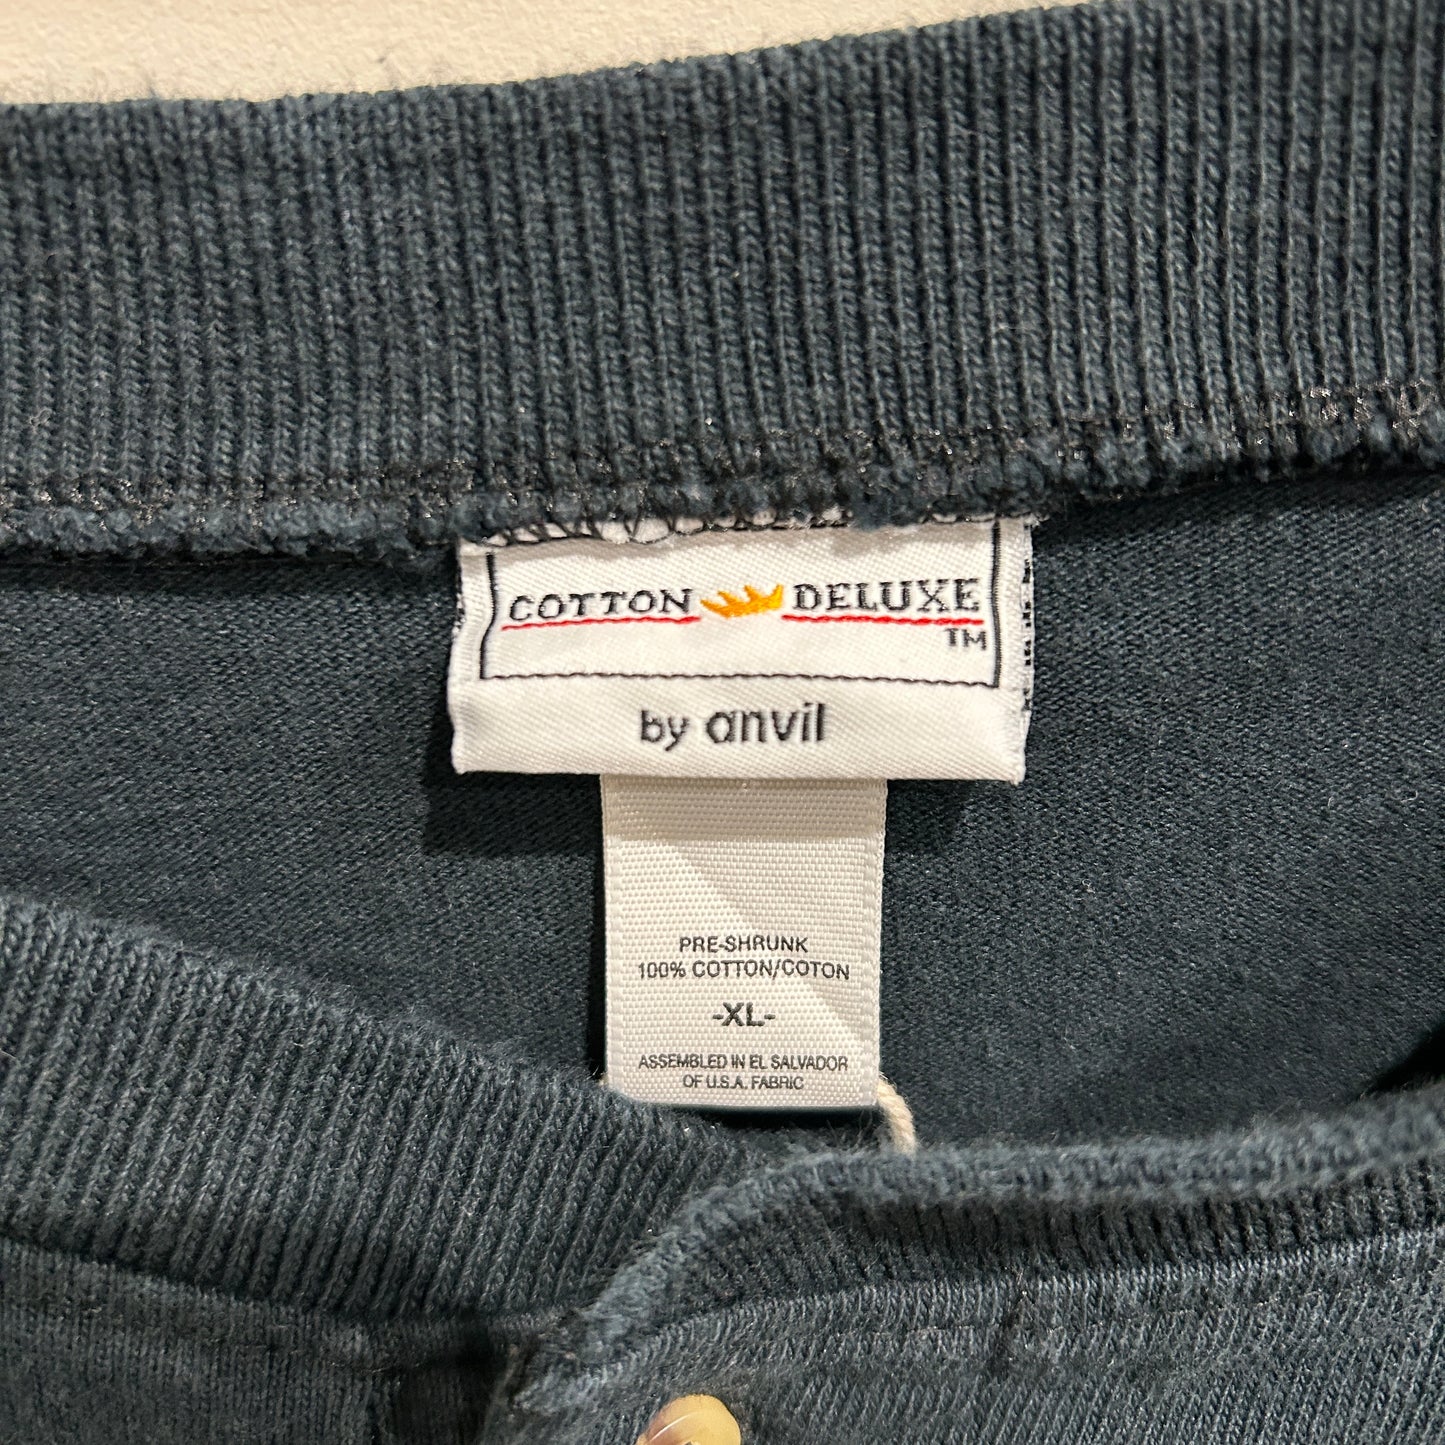 COTTON DELUXE
TM
by anvil
PRE-SHRUNK
100% COTTON/COTON
-XL-
ASSEMBLED IN EL SALVADOR
OF U.S.A. FABRIC